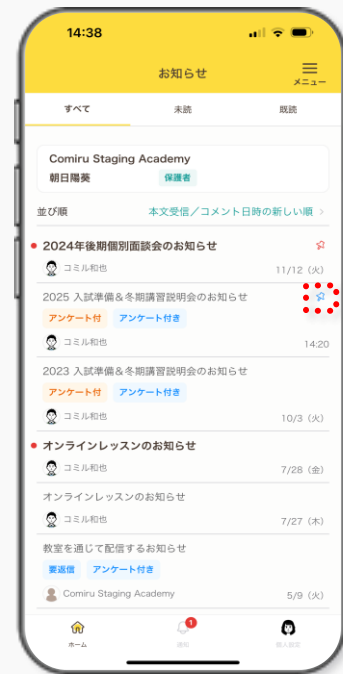 14:38
お知らせ
メニュー
すべて 未読 既読
Comiru Staging Academy
朝日陽葵 保護者
並び順 本文受信／コメント日時の新しい順
2024年後期個別面談会のお知らせ
コミル和也 11/12（火）
2025 入試準備＆冬期講習説明会のお知らせ
アンケート付 アンケート付き
コミル和也 14:20
2023 入試準備＆冬期講習説明会のお知らせ
アンケート付 アンケート付き
コミル和也 10/3（火）
オンラインレッスンのお知らせ
コミル和也 7/28（金）
オンラインレッスンのお知らせ
コミル和也 7/27（木）
教室を通じて配信するお知らせ
要返信 アンケート付き
Comiru Staging Academy 5/9（火）
1
ホーム 通知 個人設定